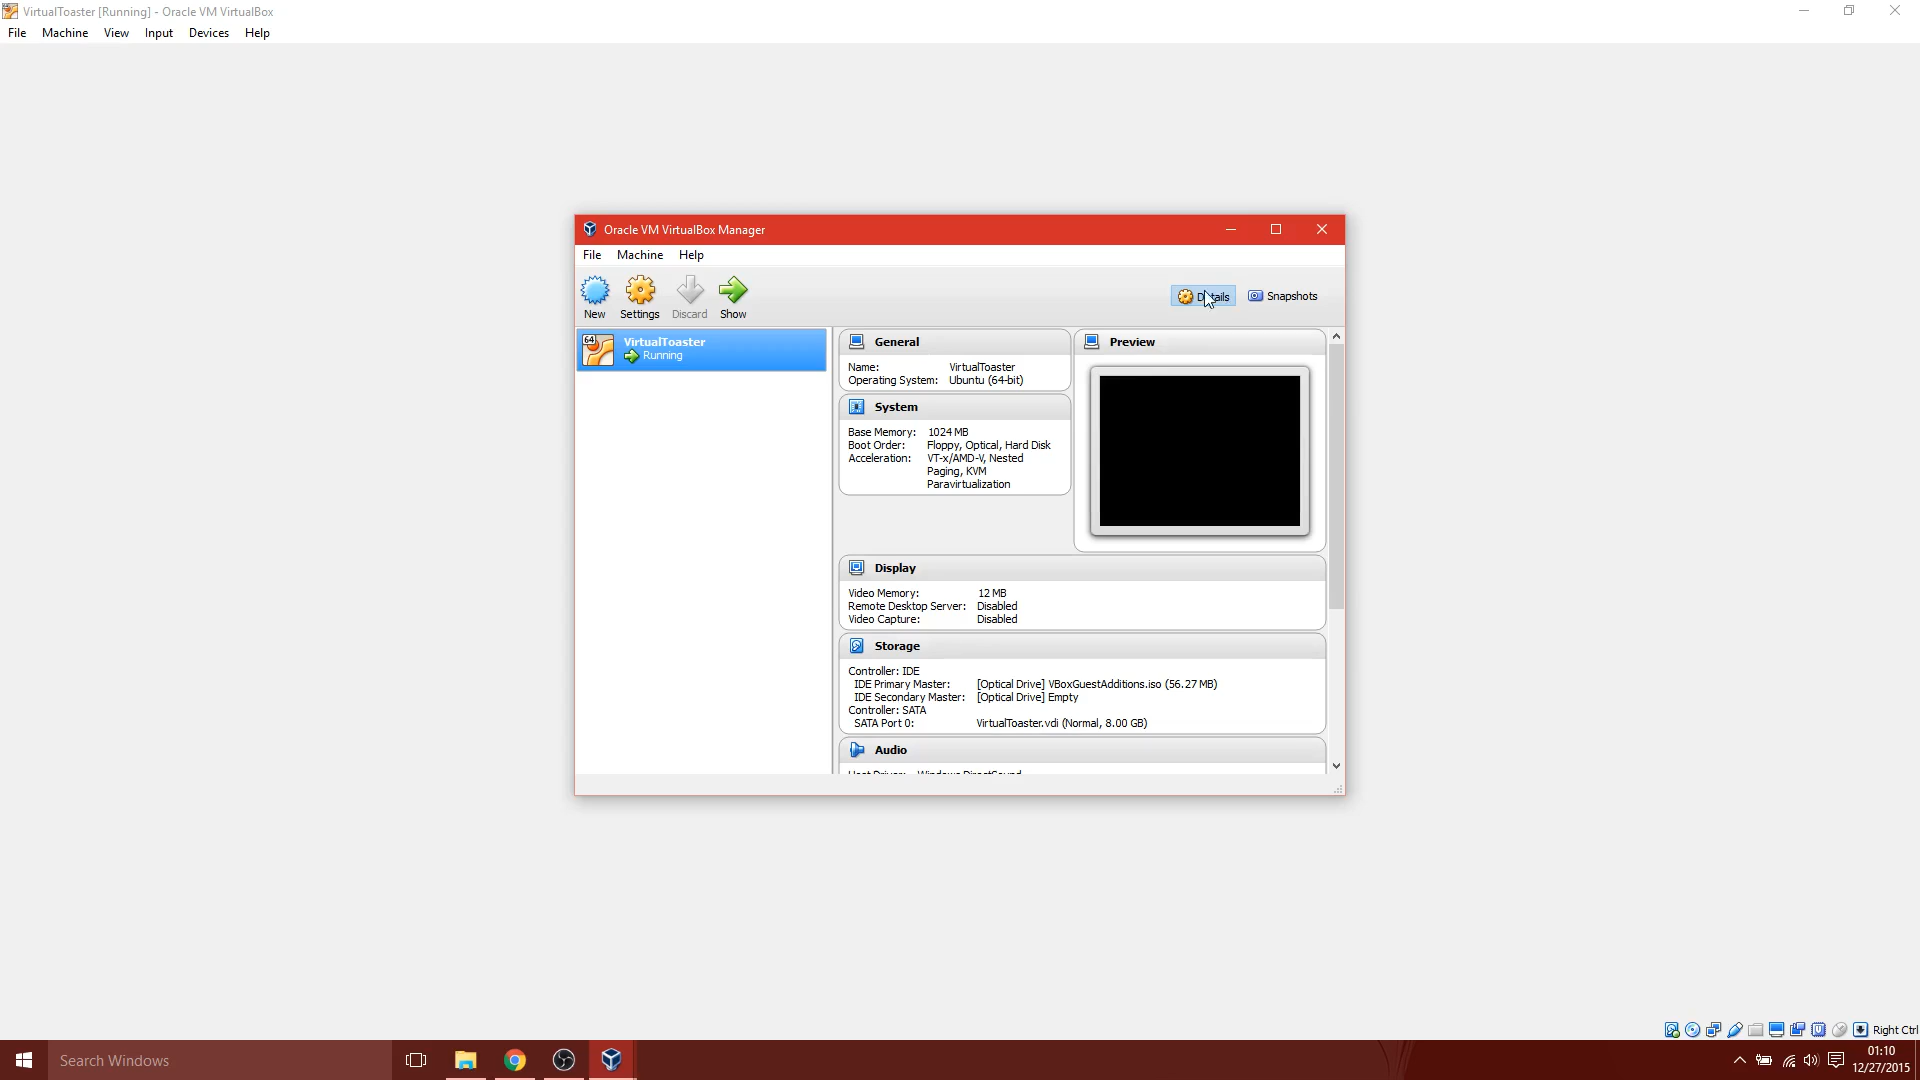 VirtualToaster [Running] - Oracle VM VirtualBox
File Machine View Input Devices Help
Oracle VM VirtualBox Manager
File Machine Help
New Settings Discard Show Details Snapshots
64
VirtualToaster
Running
General
Name: VirtualToaster
Operating System: Ubuntu (64-bit)
System
Base Memory: 1024 MB
Boot Order: Floppy, Optical, Hard Disk
Acceleration: VT-x/AMD-V, Nested
Paging, KVM
Paravirtualization
Preview
Display
Video Memory: 12 MB
Remote Desktop Server: Disabled
Video Capture: Disabled
Storage
Controller: IDE
IDE Primary Master: [Optical Drive] VBoxGuestAdditions.iso (56.27 MB)
IDE Secondary Master: [Optical Drive] Empty
Controller: SATA
SATA Port 0: VirtualToaster.vdi (Normal, 8.00 GB)
Audio
Host Driver: Windows DirectSound
Right Ctrl
Search Windows
01:10
12/27/2015